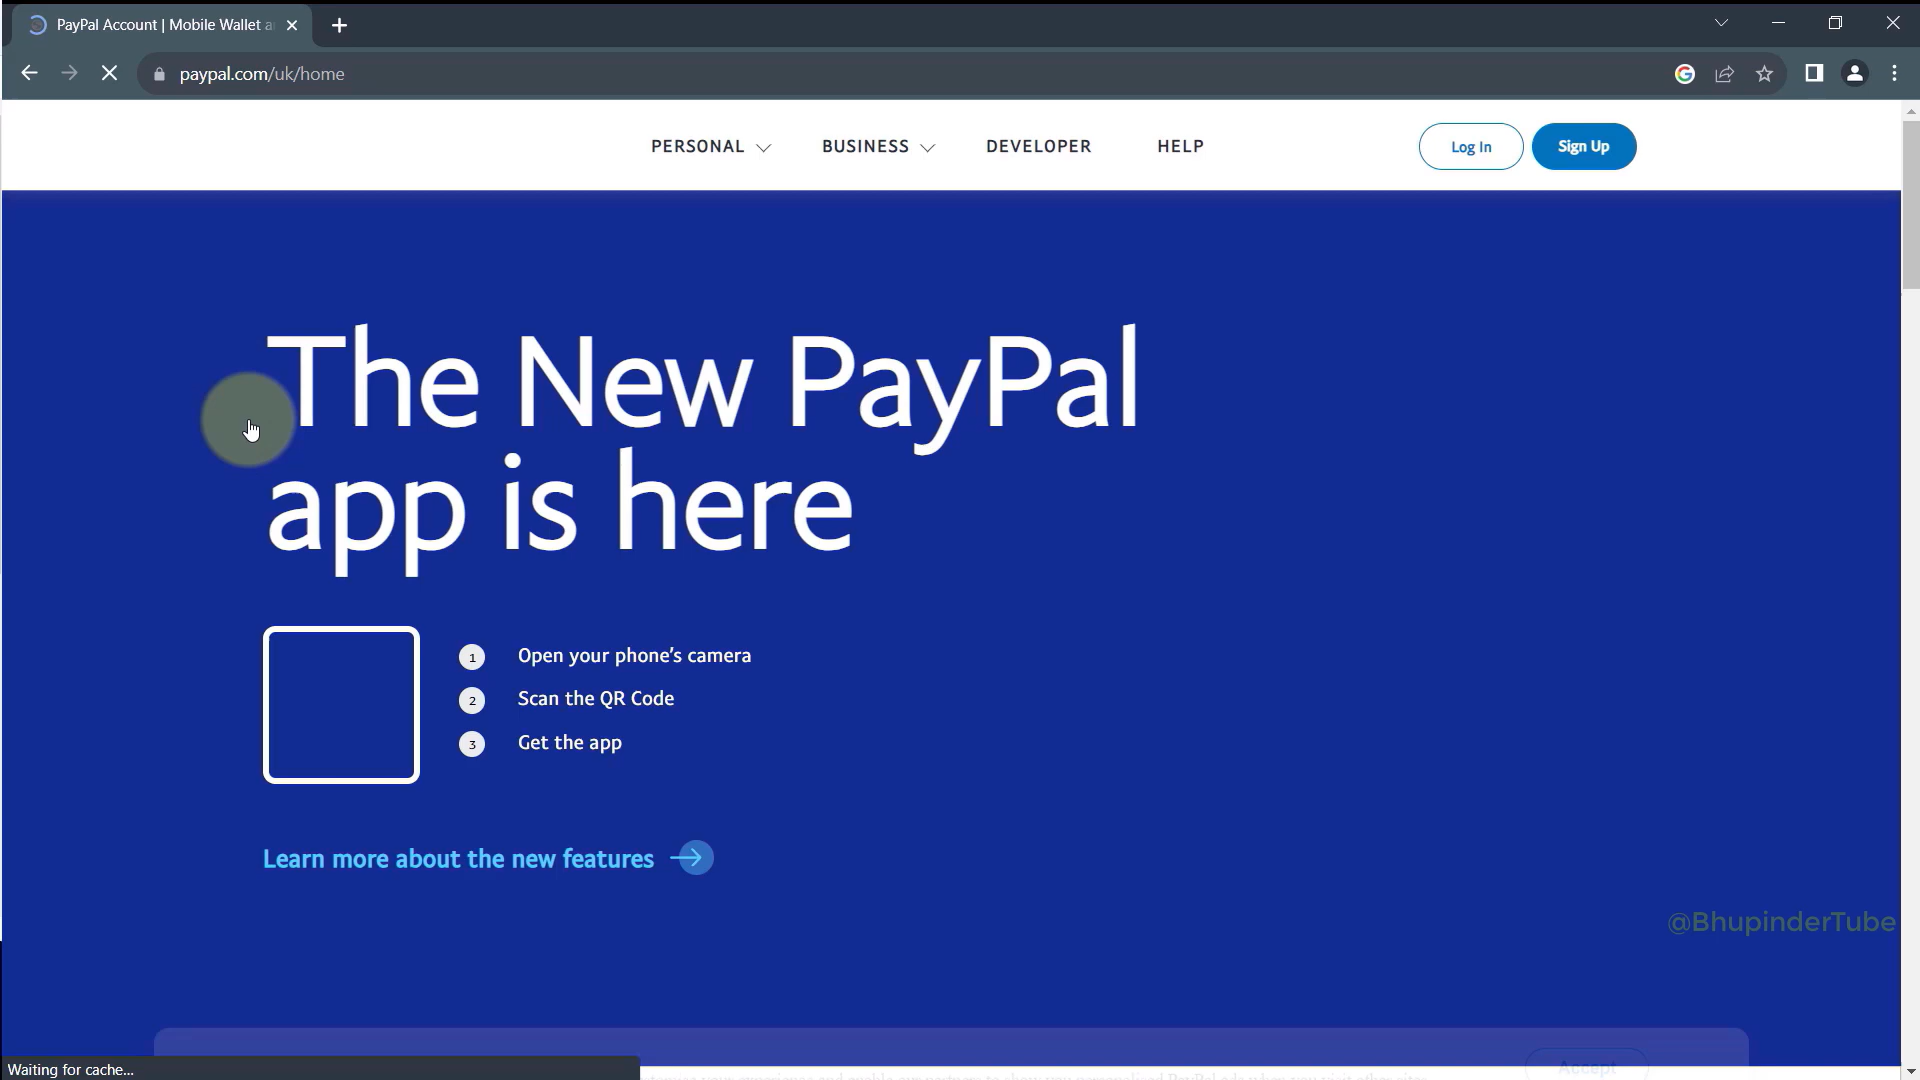 PayPal Account | Mobile Wallet a
paypal.com/uk/home
PERSONAL BUSINESS DEVELOPER HELP Log In Sign Up
The New PayPal
app is here
1 Open your phone's camera
2 Scan the QR Code
3 Get the app
Learn more about the new features
@BhupinderTube
Accept
Waiting for cache...